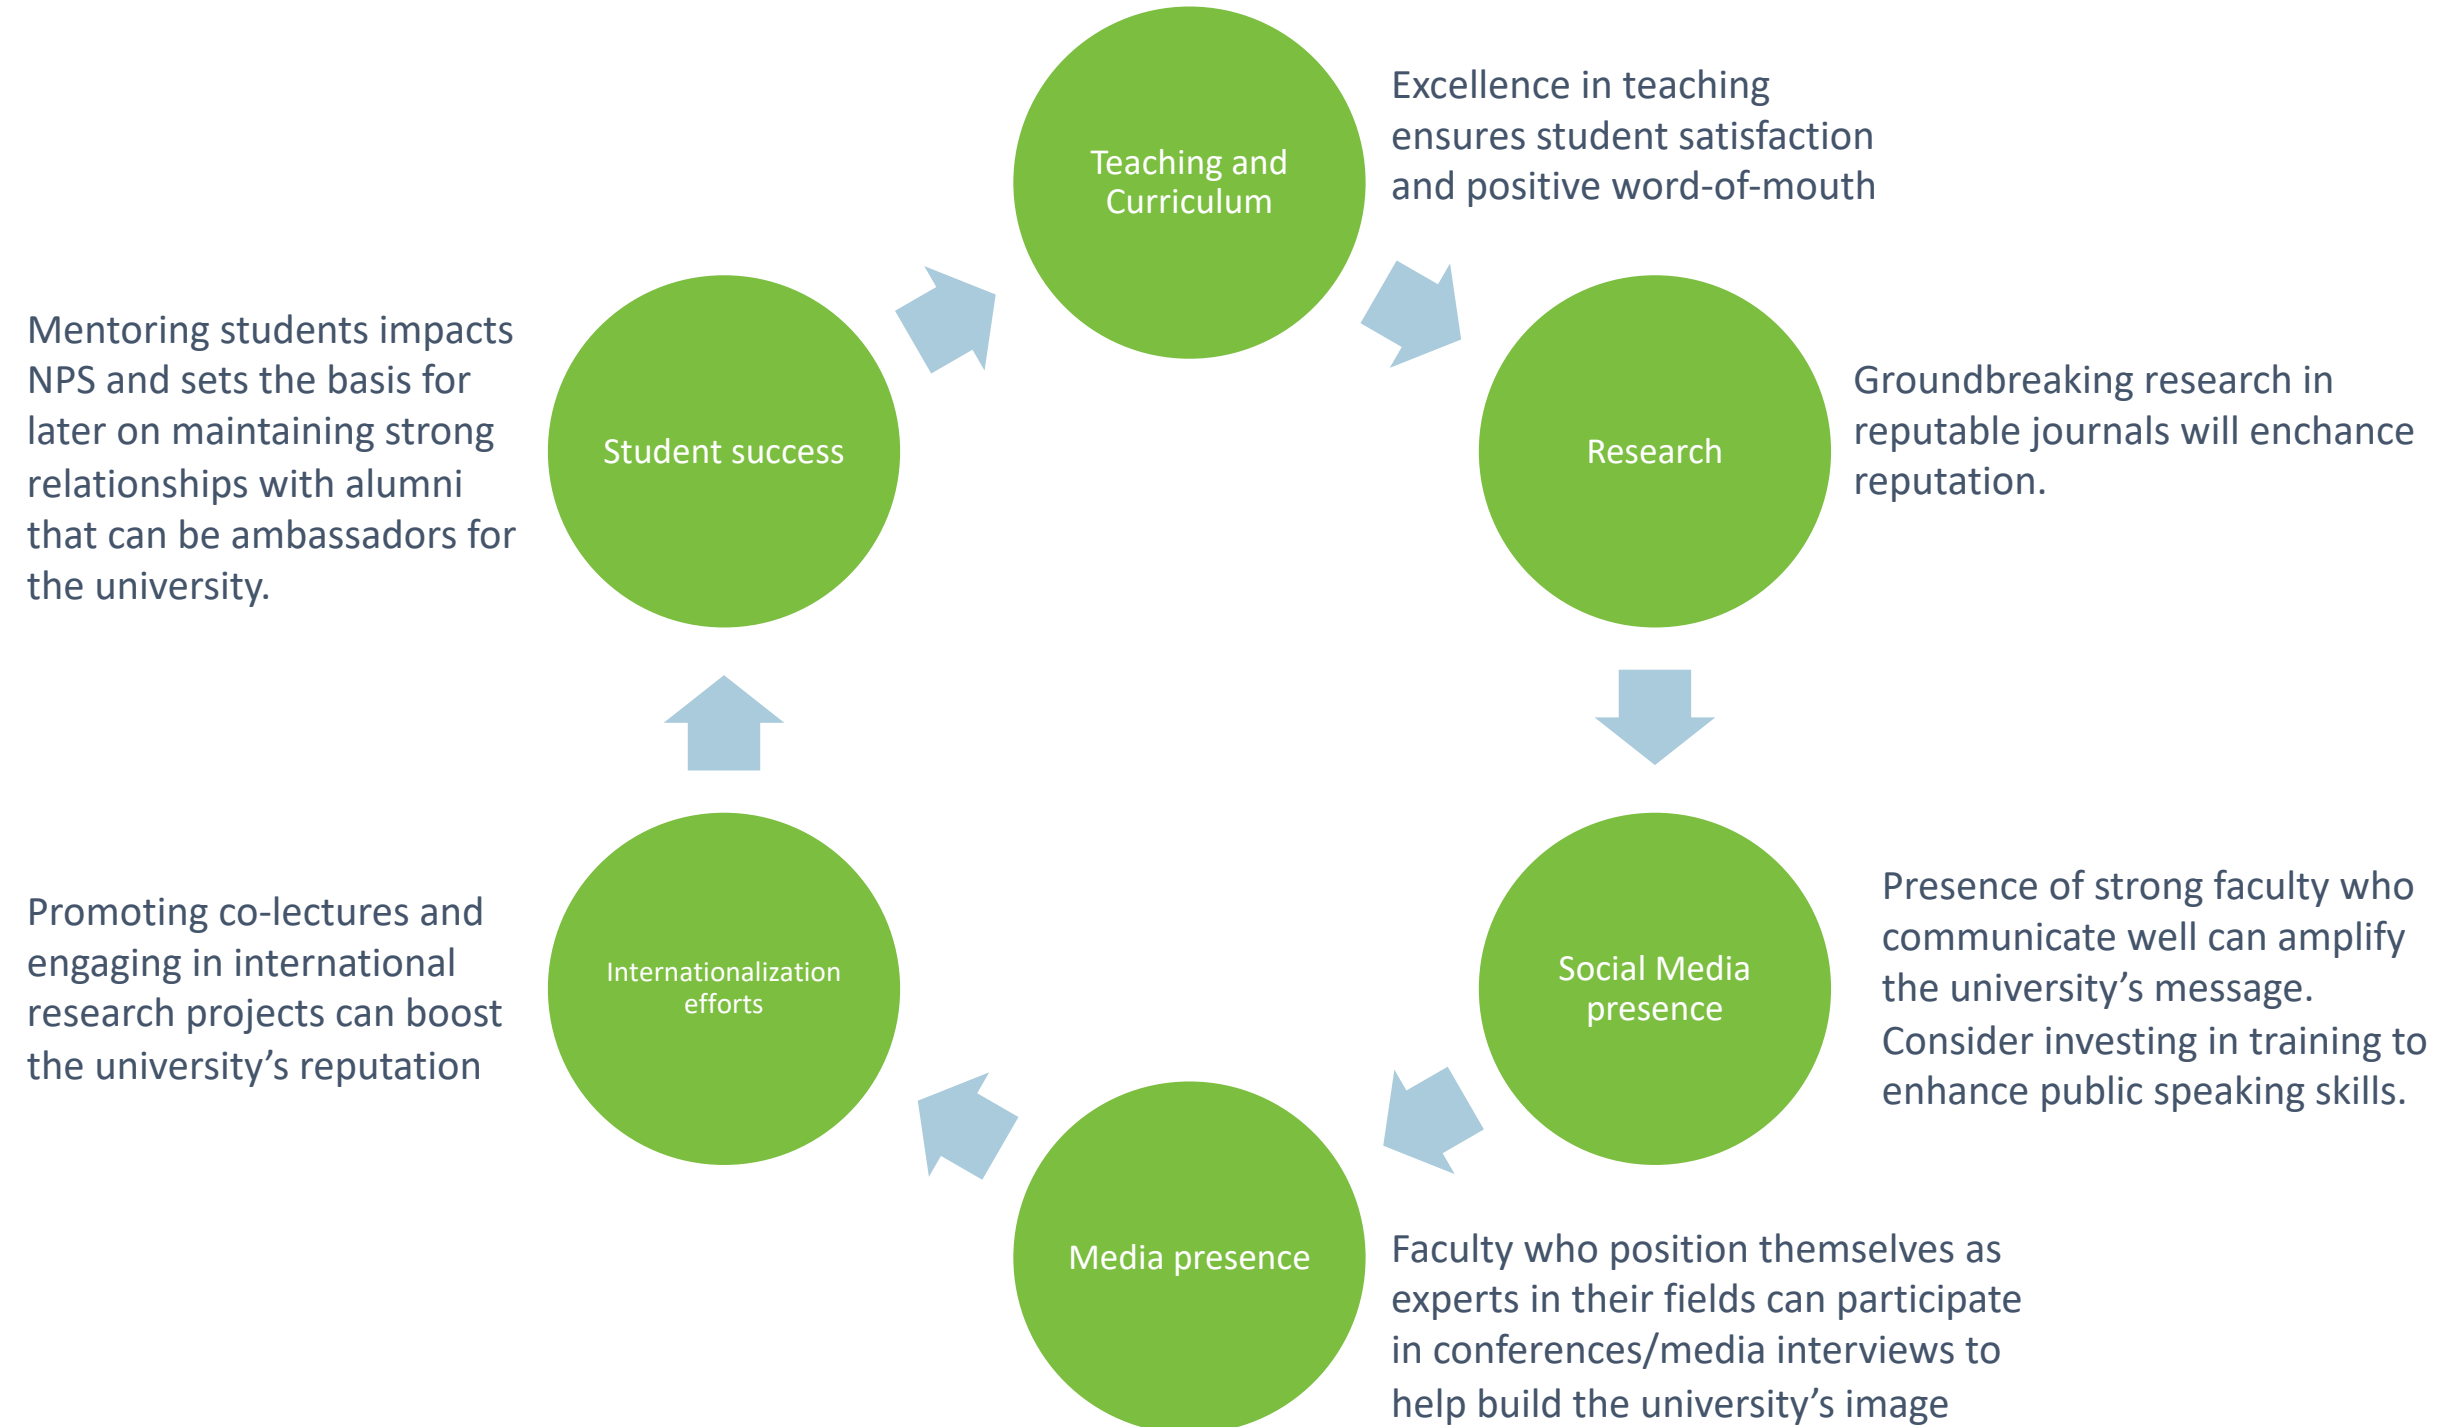 Teaching and
Curriculum
Excellence in teaching
ensures student satisfaction
and positive word-of-mouth
Research
Groundbreaking research in
reputable journals will enchance
reputation.
Social Media
presence
Presence of strong faculty who
communicate well can amplify
the university’s message.
Consider investing in training to
enhance public speaking skills.
Media presence
Faculty who position themselves as
experts in their fields can participate
in conferences/media interviews to
help build the university’s image
Internationalization
efforts
Promoting co-lectures and
engaging in international
research projects can boost
the university’s reputation
Student success
Mentoring students impacts
NPS and sets the basis for
later on maintaining strong
relationships with alumni
that can be ambassadors for
the university.